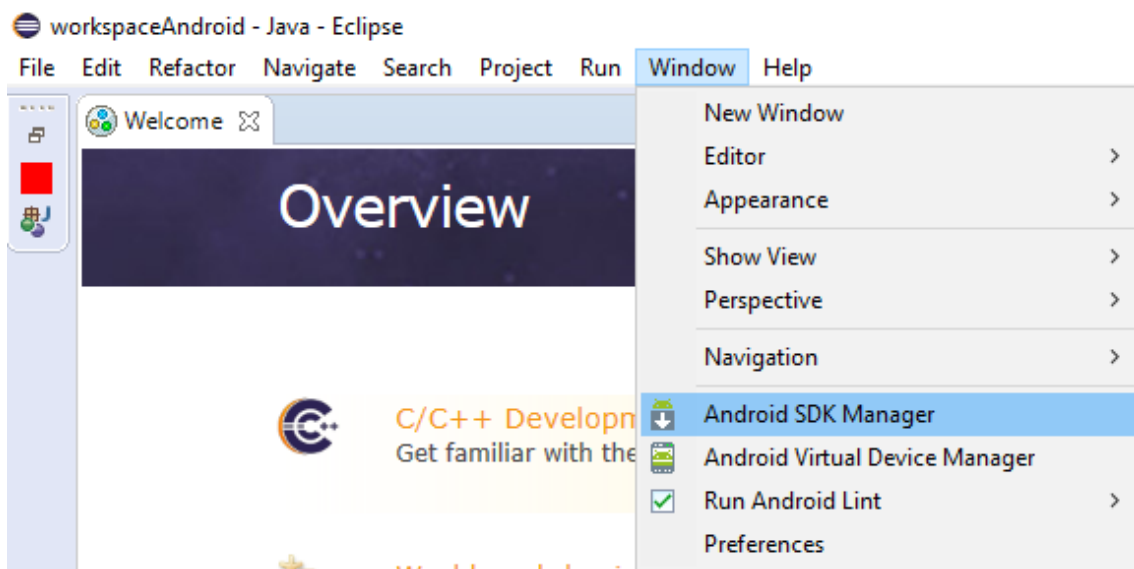 workspaceAndroid - Java - Eclipse
File Edit Refactor Navigate Search Project Run Window Help
Welcome
Overview
C/C++
Get familiar with the
New Window
Editor
Appearance
Show View
Perspective
Navigation
Android SDK Manager
Android Virtual Device Manager
Run Android Lint
Preferences